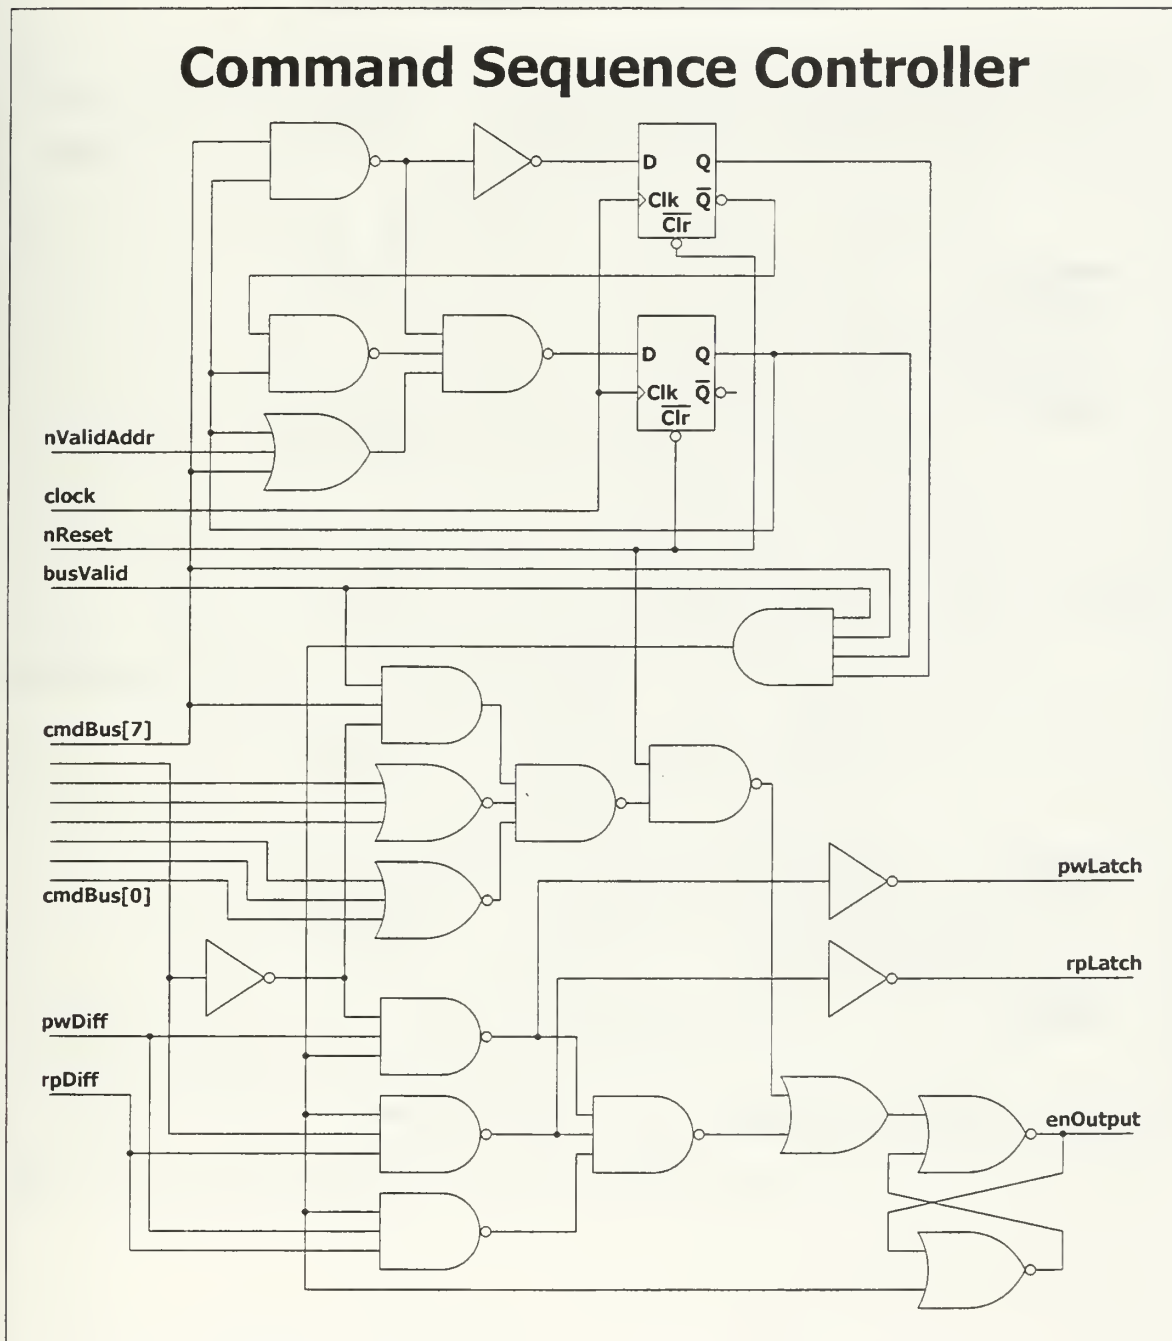 Command Sequence Controller
D Q
Clk Q
Clr
D Q
Clk Q
Clr
nValidAddr
clock
nReset
busValid
cmdBus[7]
cmdBus[0]
pwLatch
rpLatch
pwDiff
rpDiff
enOutput